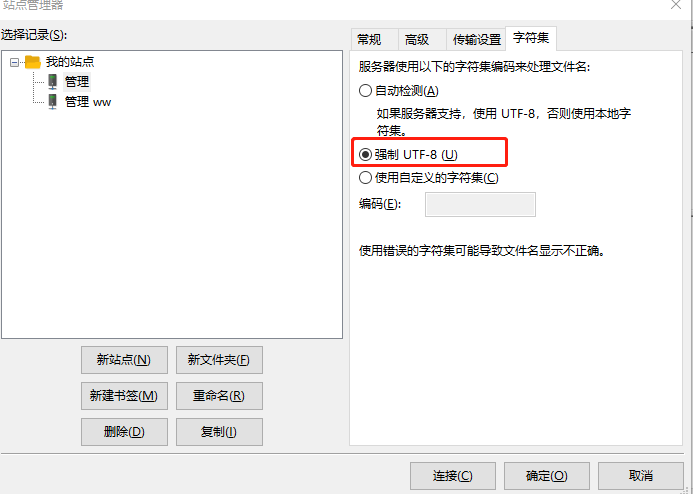 站点管理器
选择记录(S):
我的站点
管理
管理 ww
新站点(N)
新文件夹(F)
新建书签(M)
重命名(R)
删除(D)
复制(I)
常规
高级
传输设置
字符集
服务器使用以下的字符集编码来处理文件名:
自动检测(A)
如果服务器支持，使用 UTF-8，否则使用本地字
符集。
强制 UTF-8 (U)
使用自定义的字符集(C)
编码(E):
使用错误的字符集可能导致文件名显示不正确。
连接(C)
确定(O)
取消